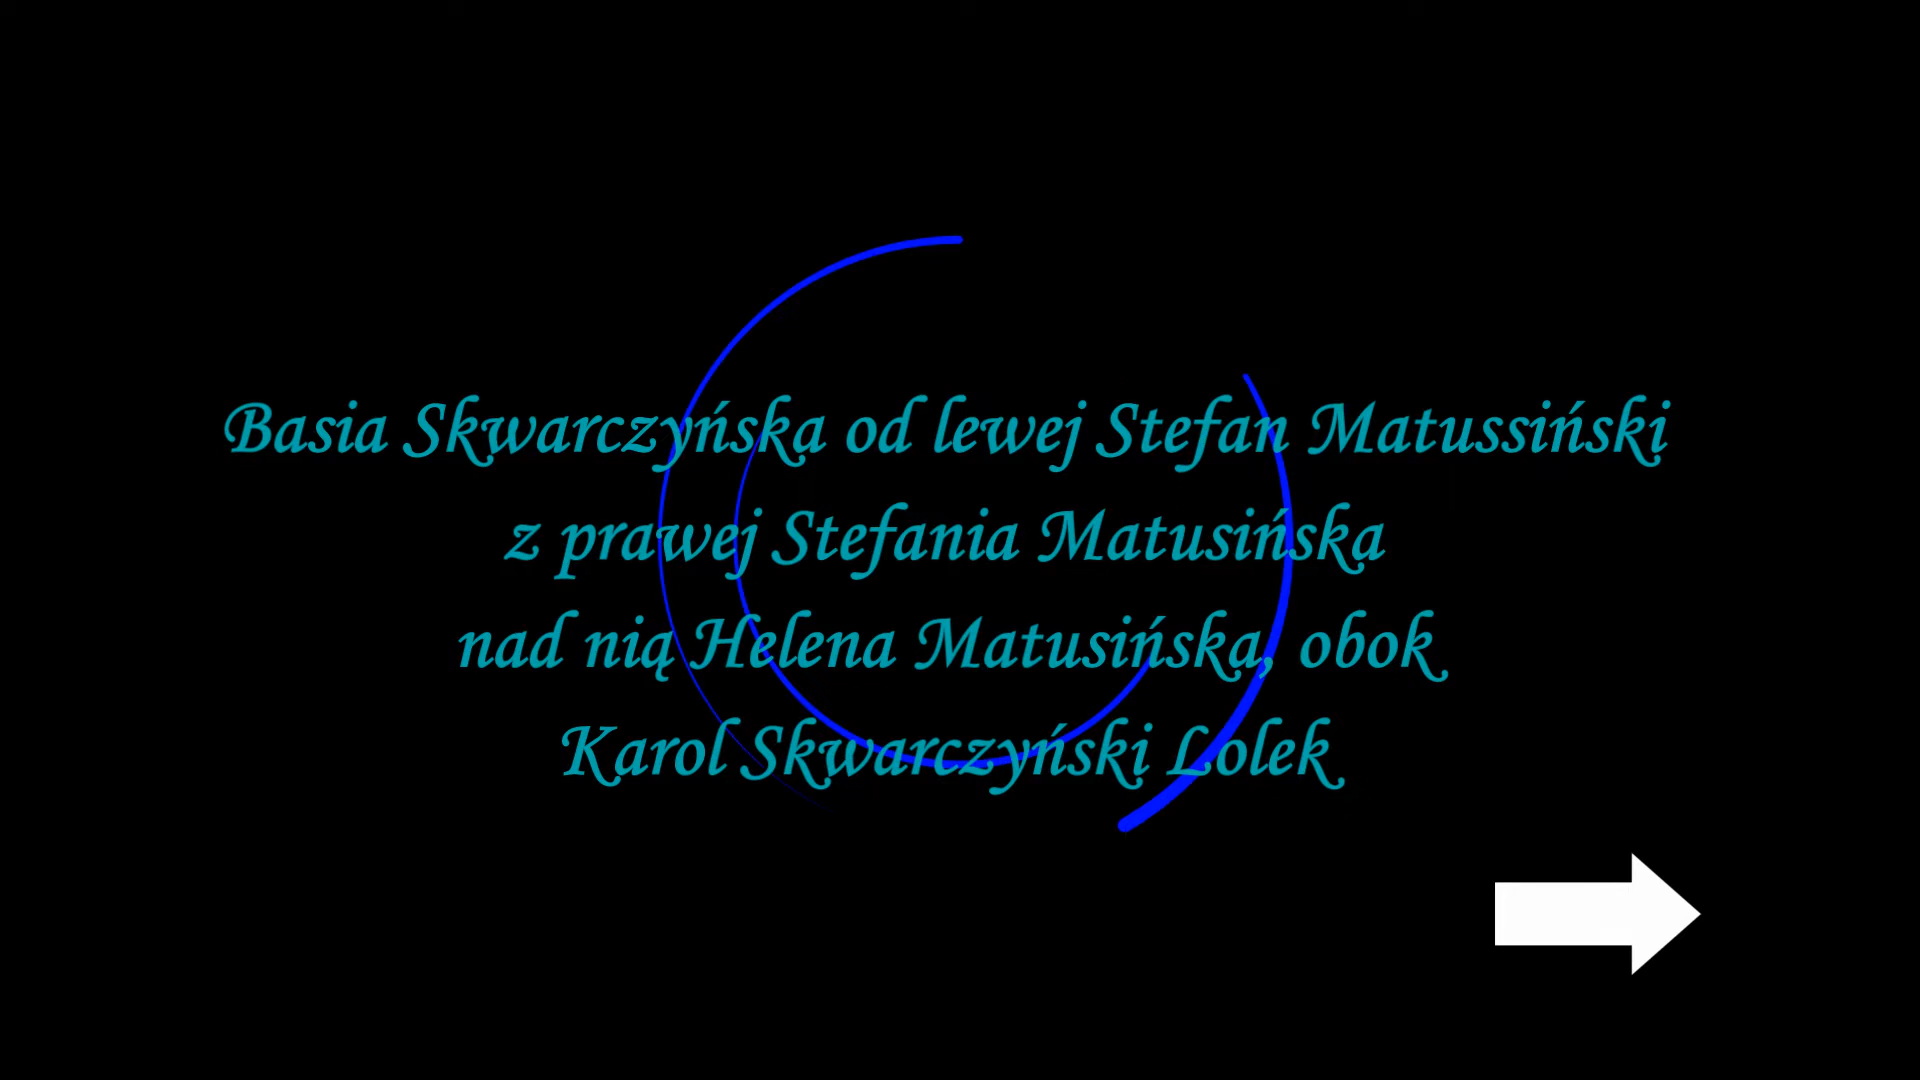 Basia Skwarczyńska od lewej Stefan Matussiński
z prawej Stefania Matusińska
nad nią Helena Matusińska, obok
Karol Skwarczyński Lolek